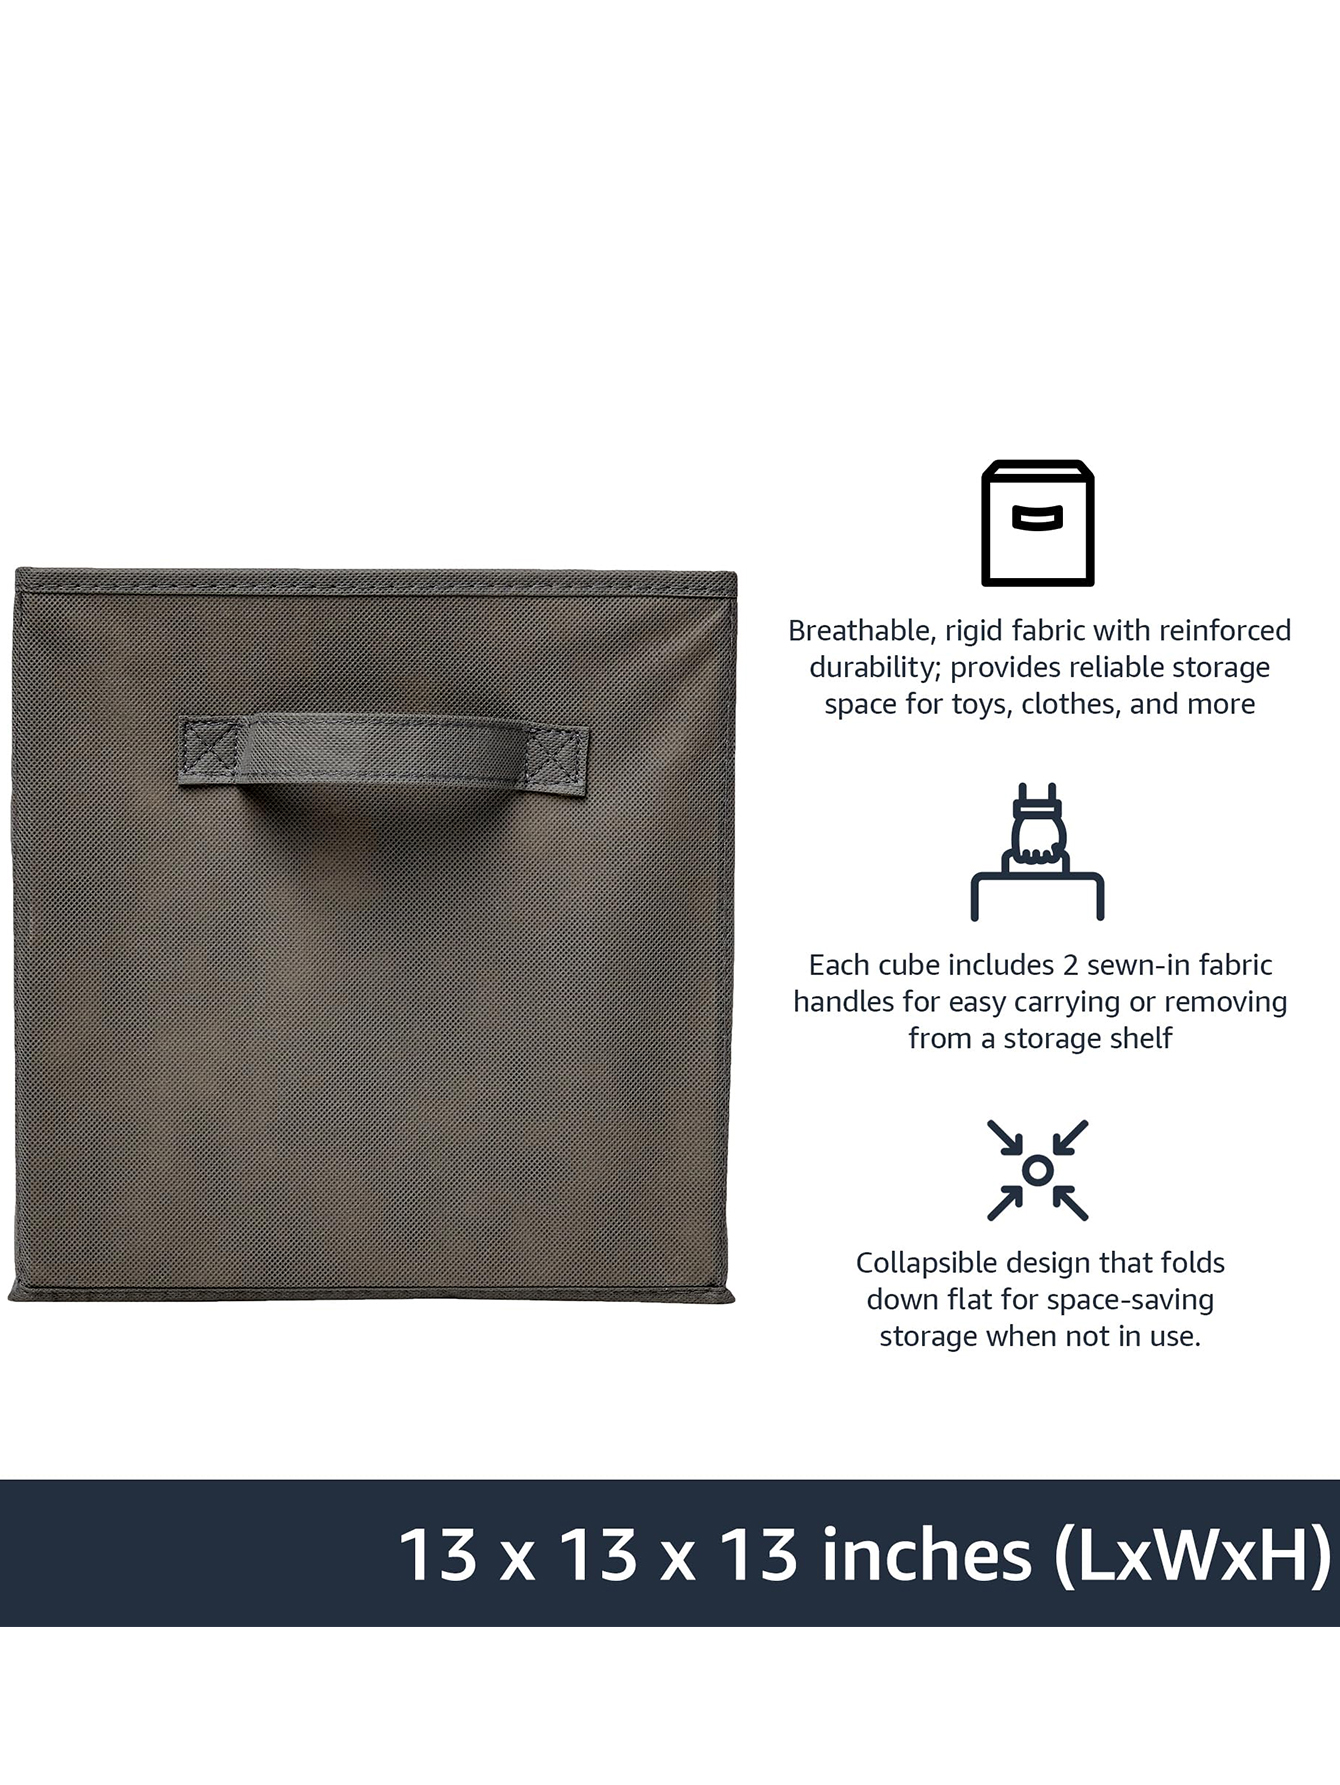 Breathable, rigid fabric with reinforced
durability; provides reliable storage
space for toys, clothes, and more
Each cube includes 2 sewn-in fabric
handles for easy carrying or removing
from a storage shelf
Collapsible design that folds
down flat for space-saving
storage when not in use.
13 x 13 x 13 inches (LxWxH)